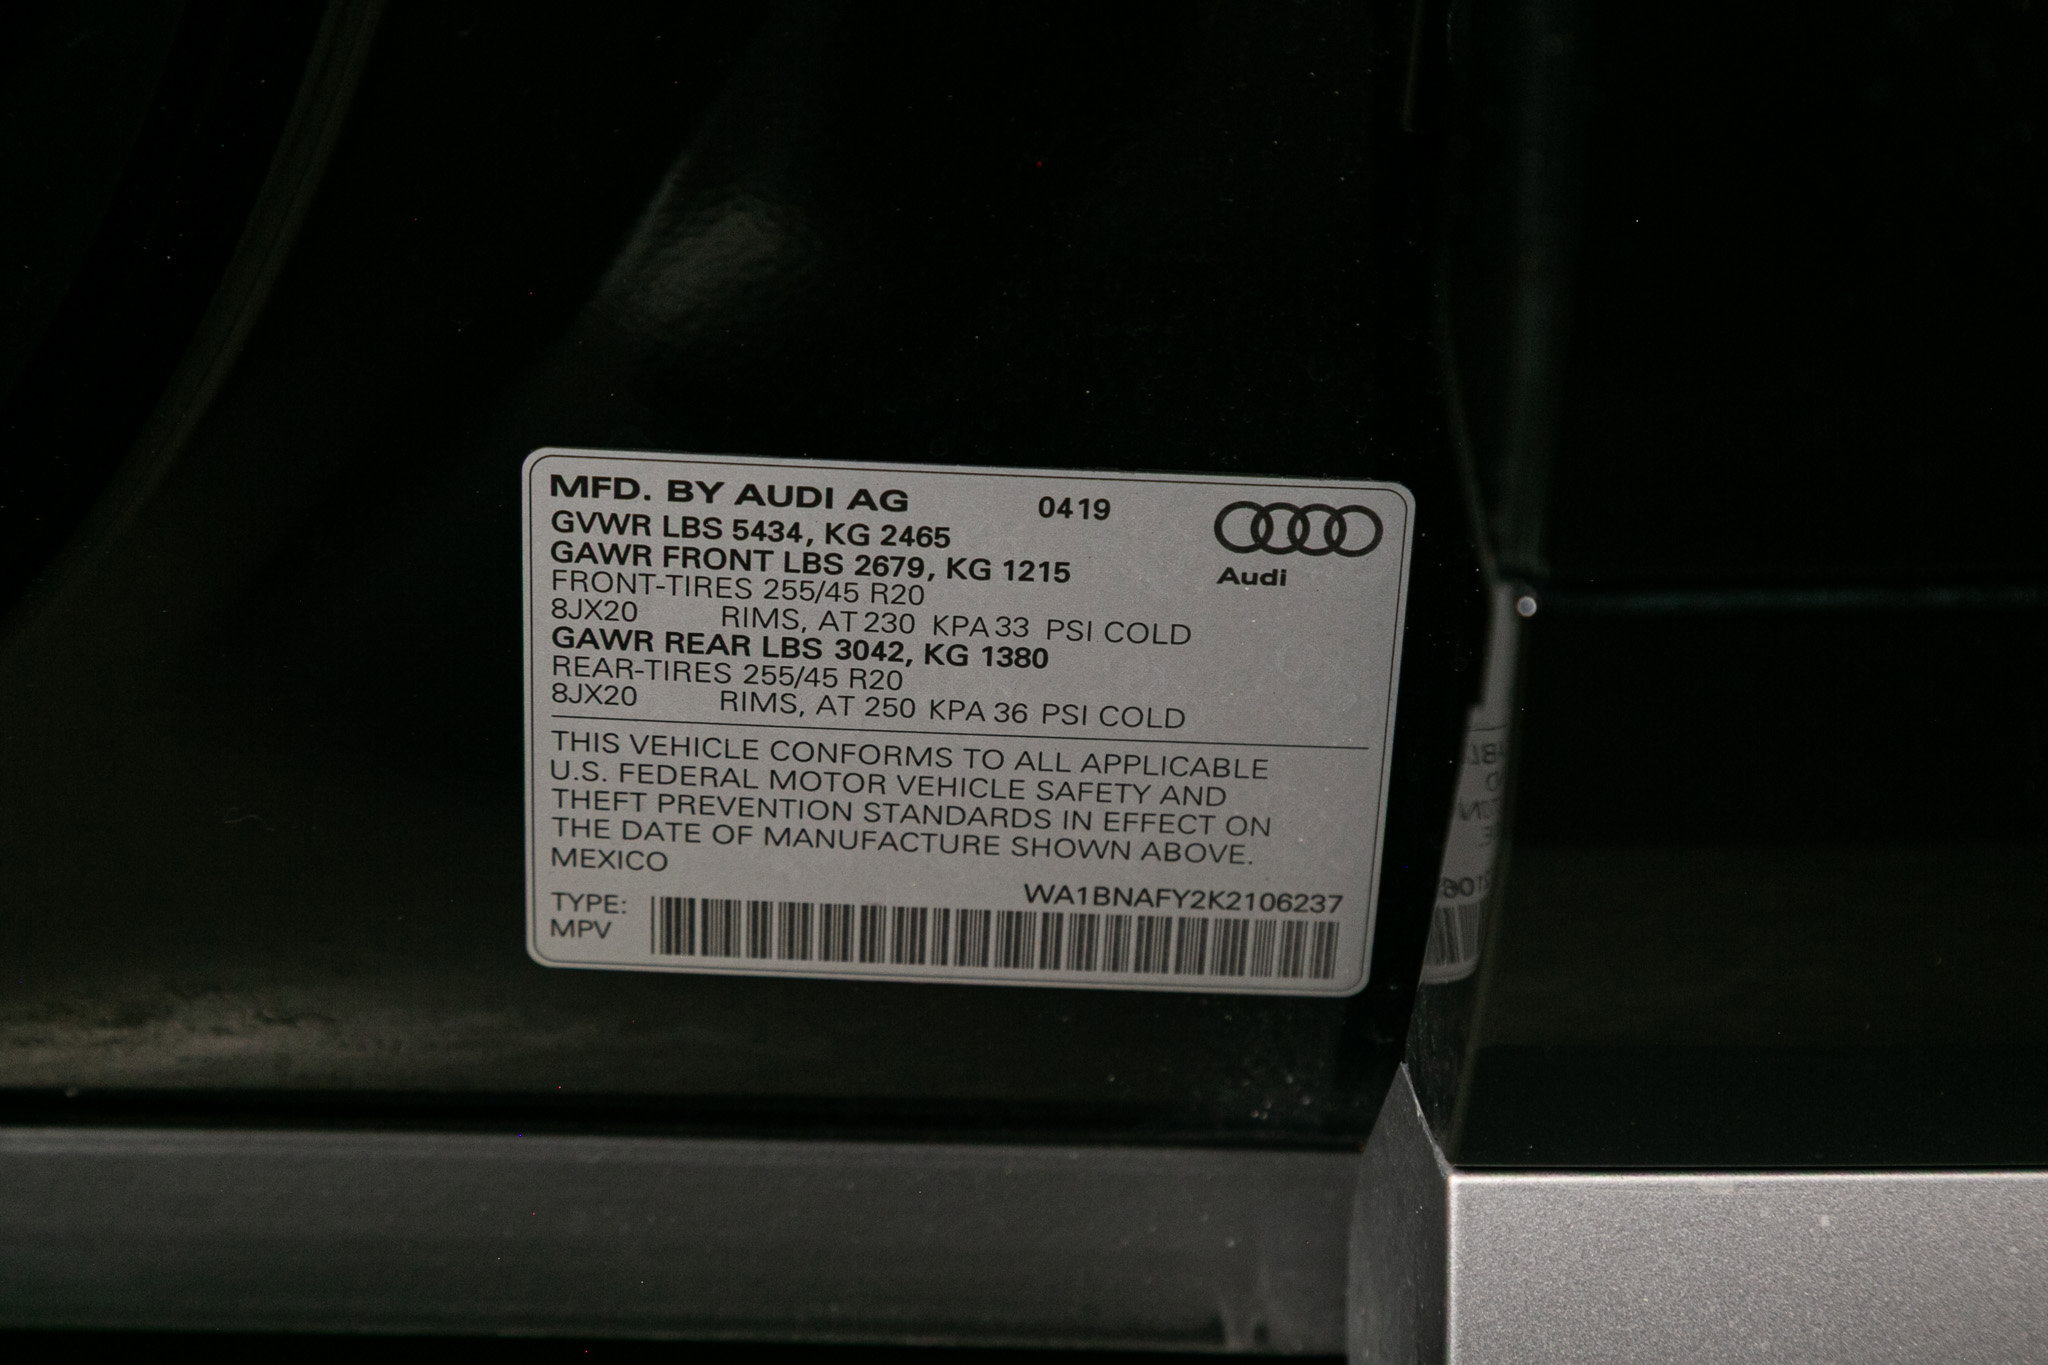 MFD. BY AUDI AG 0419
GVWR LBS 5434, KG 2465
GAWR FRONT LBS 2679, KG 1215
Audi
FRONT-TIRES 255/45 R20
8JX20 RIMS, AT 230 KPA 33 PSI COLD
GAWR REAR LBS 3042, KG 1380
REAR-TIRES 255/45 R20
8JX20 RIMS, AT 250 KPA 36 PSI COLD
THIS VEHICLE CONFORMS TO ALL APPLICABLE
U.S. FEDERAL MOTOR VEHICLE SAFETY AND
THEFT PREVENTION STANDARDS IN EFFECT ON
THE DATE OF MANUFACTURE SHOWN ABOVE.
MEXICO
WA1BNAFY2K2106237
TYPE:
MPV